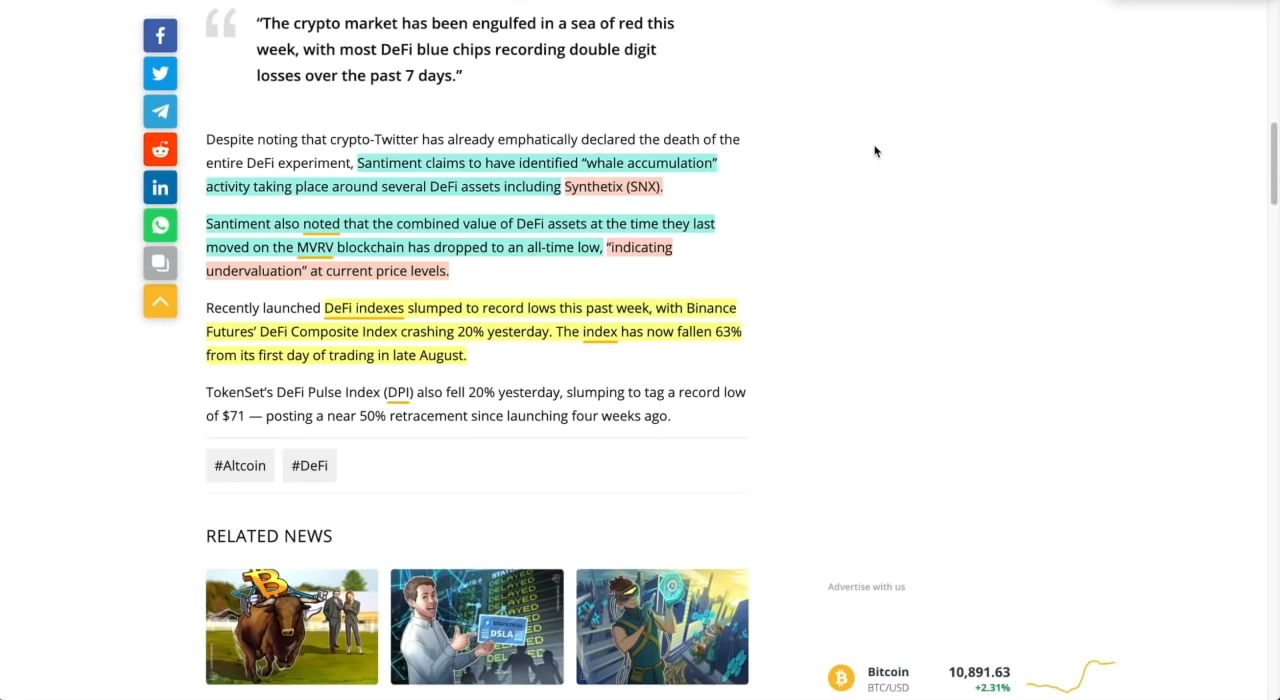 “The crypto market has been engulfed in a sea of red this
week, with most DeFi blue chips recording double digit
losses over the past 7 days.”
Despite noting that crypto-Twitter has already emphatically declared the death of the
entire DeFi experiment, Santiment claims to have identified “whale accumulation”
activity taking place around several DeFi assets including Synthetix (SNX).
Santiment also noted that the combined value of DeFi assets at the time they last
moved on the MVRV blockchain has dropped to an all-time low, “indicating
undervaluation” at current price levels.
Recently launched DeFi indexes slumped to record lows this past week, with Binance
Futures’ DeFi Composite Index crashing 20% yesterday. The index has now fallen 63%
from its first day of trading in late August.
TokenSet’s DeFi Pulse Index (DPI) also fell 20% yesterday, slumping to tag a record low
of $71 — posting a near 50% retracement since launching four weeks ago.
#Altcoin #DeFi
RELATED NEWS
DELAYED
DELAYED
DELAYED
DELAYED
DSLA
DELAYED
Advertise with us
Bitcoin 10,891.63
BTC/USD +2.31%